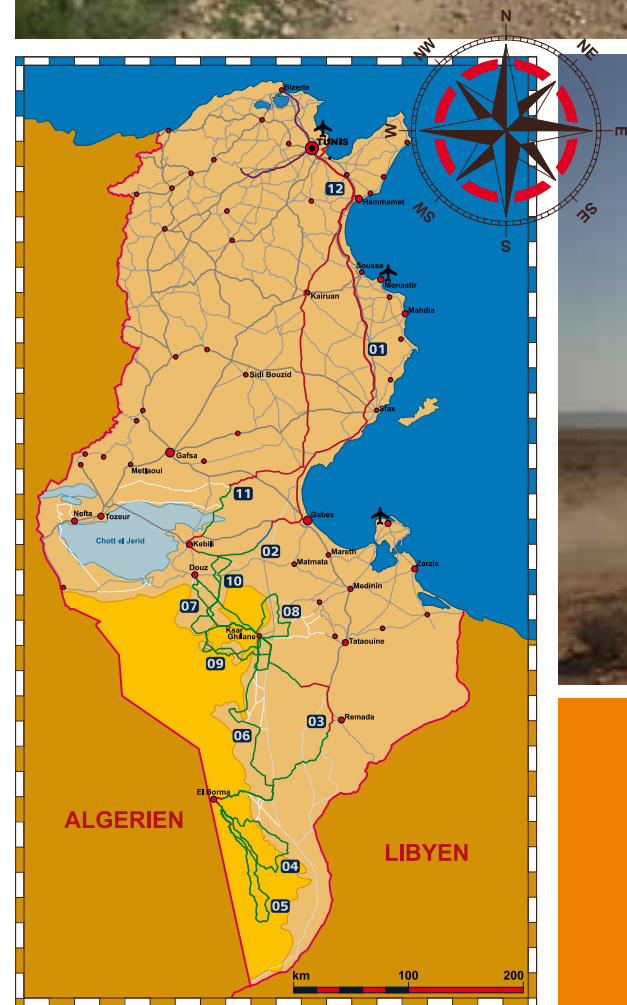 N
NE
E
SE
S
SW
W
NW
Bizerte
TUNIS
12
Hammamet
Sousse
Monastir
Kairuan
Mahdia
01
Sidi Bouzid
Sfax
Gafsa
Metlaoui
11
Nefta
Tozeur
Gabes
Chott el Jerid
Kebili
02
Mareth
Matmata
Zarzis
Douz
10
Medinin
07
08
Ksar
Ghilane
Tataouine
09
03
Remada
06
El Borma
ALGERIEN
LIBYEN
04
05
km
100
200